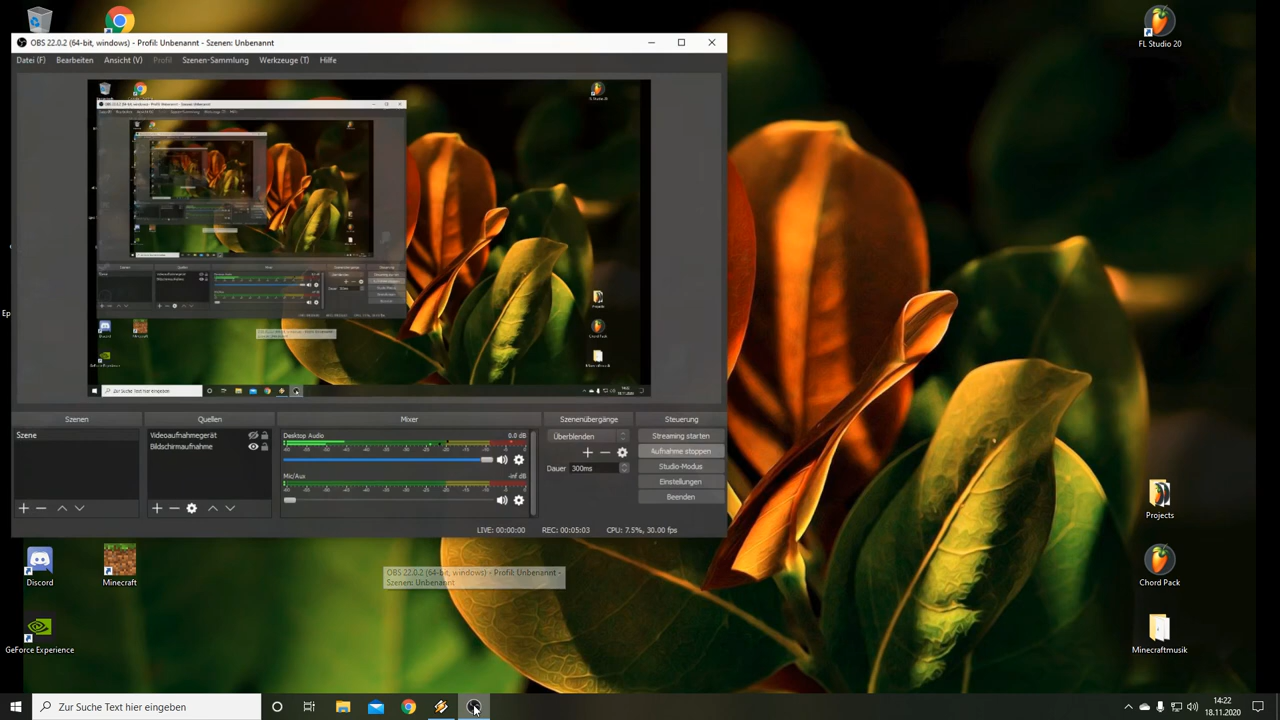 FL Studio 20
OBS 22.0.2 (64-bit, windows) - Profil: Unbenannt - Szenen: Unbenannt
Datei (F) Bearbeiten Ansicht (V) Profil Szenen-Sammlung Werkzeuge (T) Hilfe
Szenen Quellen Mixer Szenenübergänge Steuerung
Szene
Videoaufnahmegerät
Bildschirmaufnahme
Desktop Audio 0.0 dB
Mic/Aux -inf dB
Überblenden
Dauer 300ms
Streaming starten
Aufnahme stoppen
Studio-Modus
Einstellungen
Beenden
LIVE: 00:00:00 REC: 00:05:03 CPU: 7.5%, 30.00 fps
Projects
Discord
Minecraft
OBS 22.0.2 (64-bit, windows) - Profil: Unbenannt -
Szenen: Unbenannt
Chord Pack
GeForce Experience
Minecraftmusik
Zur Suche Text hier eingeben
14:22
18.11.2020